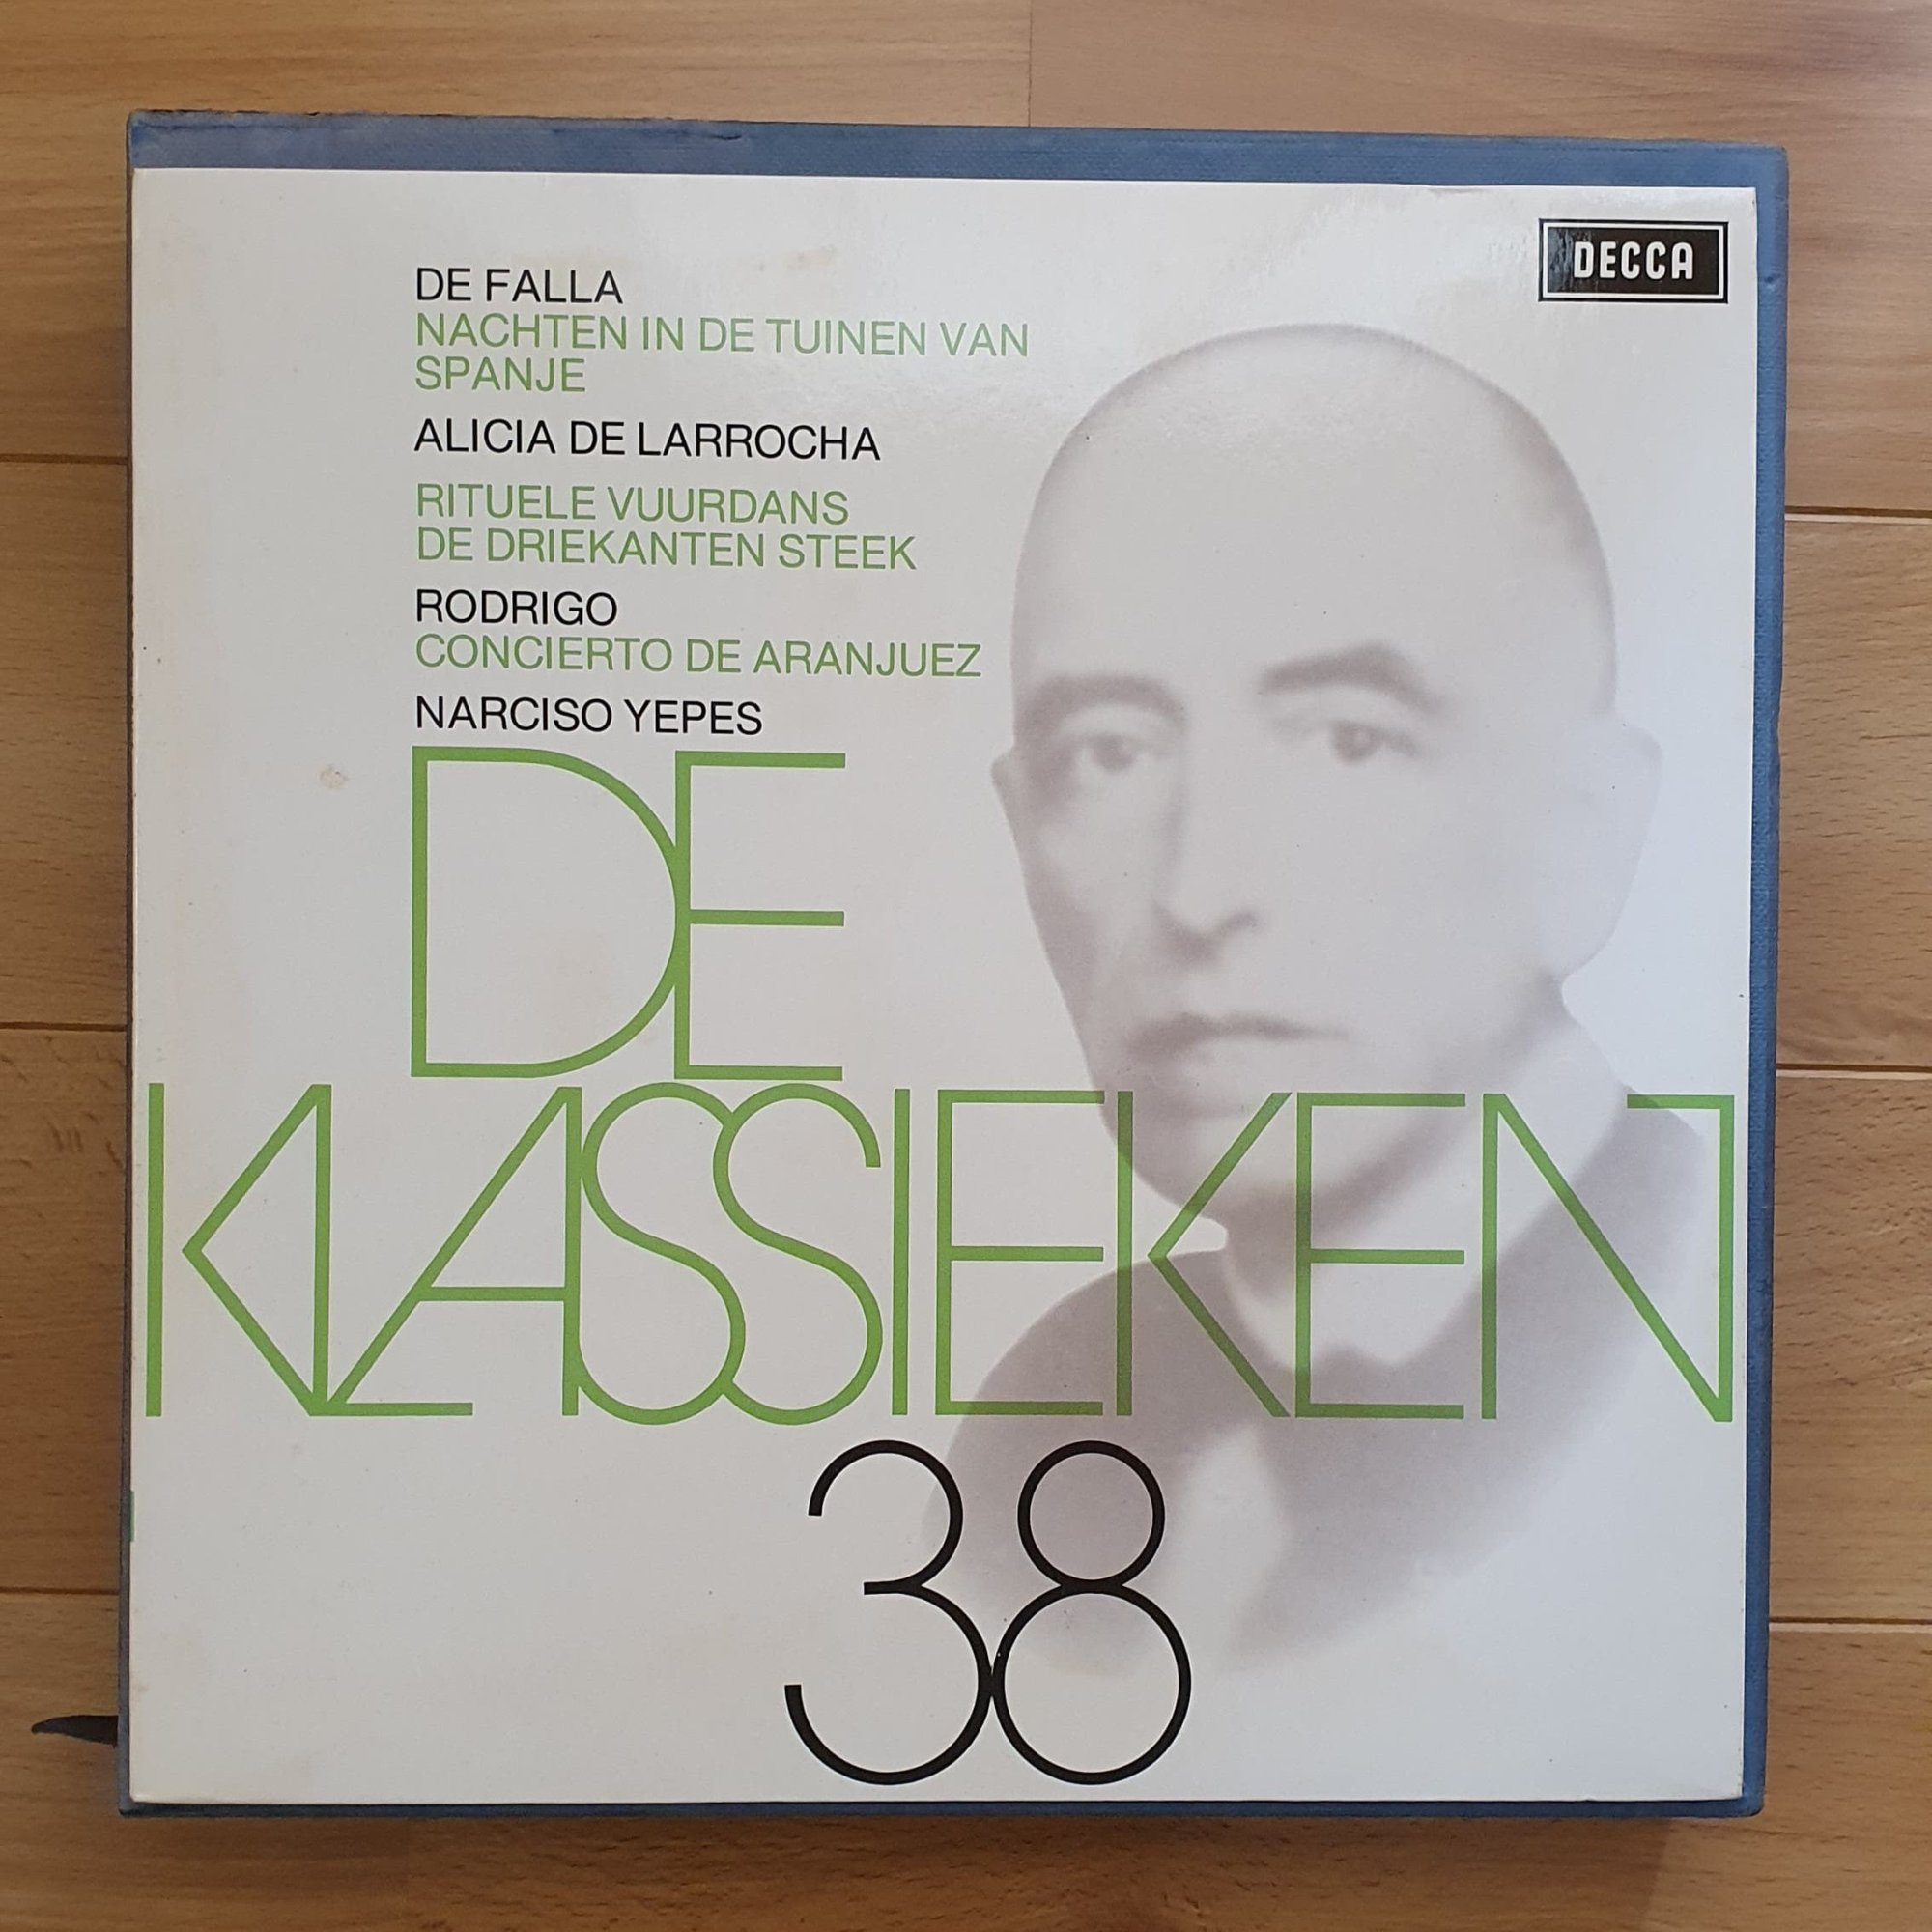 DECCA
DE FALLA
NACHTEN IN DE TUINEN VAN
SPANJE
ALICIA DE LARROCHA
RITUELE VUURDANS
DE DRIEKANTEN STEEK
RODRIGO
CONCIERTO DE ARANJUEZ
NARCISO YEPES
DE
KLASSIEKEN
38